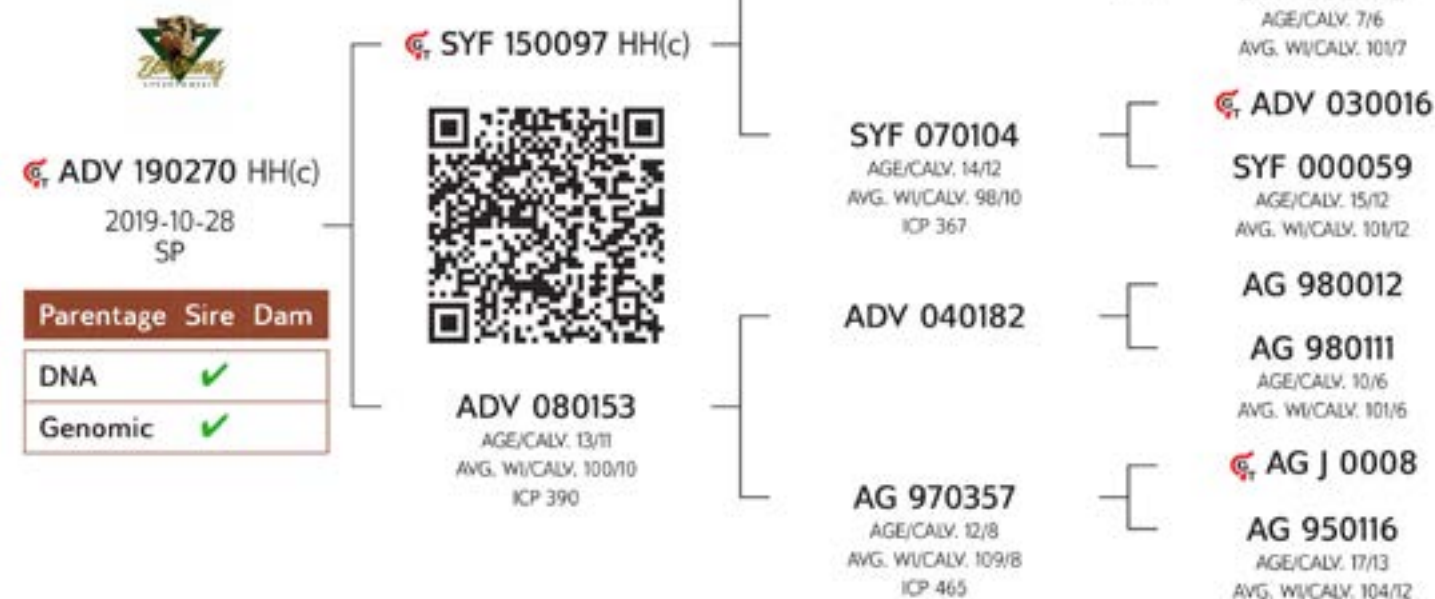 AGE/CALV. 7/6
AVG. WI/CALV. 101/7
SYF 150097 HH(c)
ADV 030016
SYF 070104
AGE/CALV. 14/12
AVG. WI/CALV. 98/10
ICP 367
SYF 000059
AGE/CALV. 15/12
AVG. WI/CALV. 101/12
ADV 190270 HH(c)
2019-10-28
SP
AG 980012
Parentage Sire Dam
ADV 040182
AG 980111
AGE/CALV. 10/6
AVG. WI/CALV. 101/6
DNA ✔
Genomic ✔
ADV 080153
AGE/CALV. 13/11
AVG. WI/CALV. 100/10
ICP 390
AG J 0008
AG 970357
AGE/CALV. 12/8
AVG. WI/CALV. 109/8
ICP 465
AG 950116
AGE/CALV. 17/13
AVG. WI/CALV. 104/12